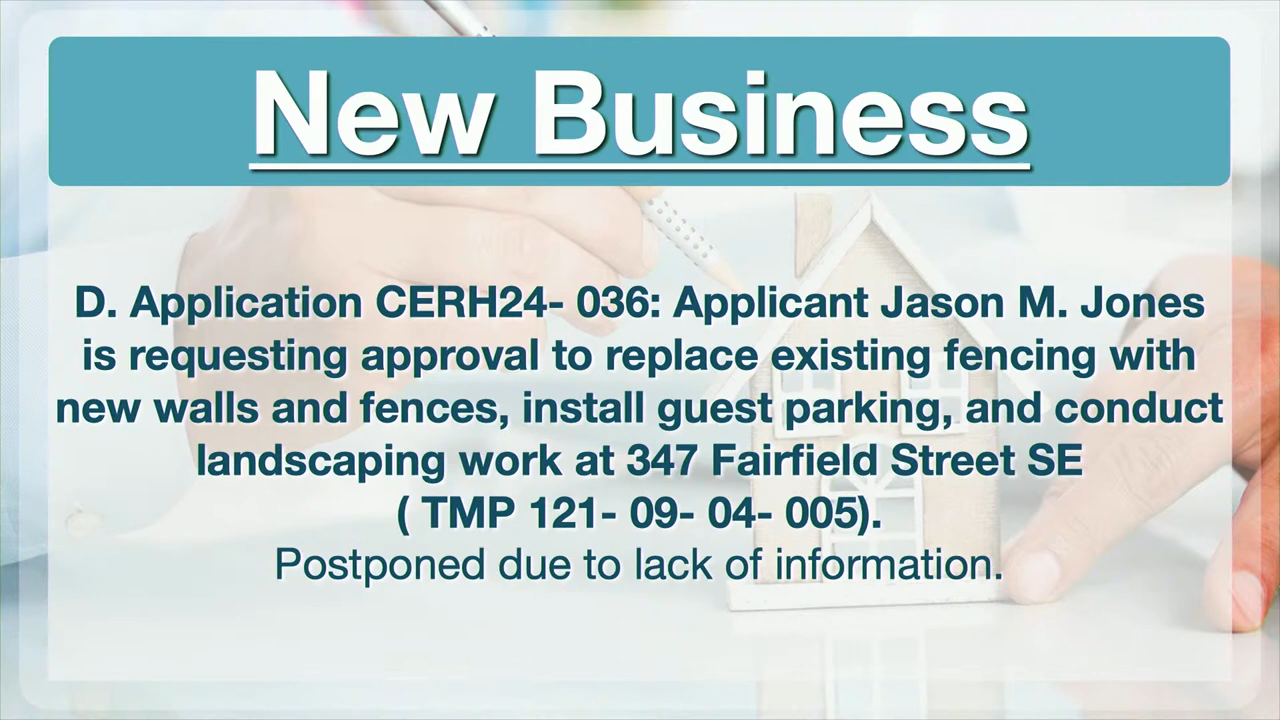 New Business
D. Application CERH24- 036: Applicant Jason M. Jones
is requesting approval to replace existing fencing with
new walls and fences, install guest parking, and conduct
landscaping work at 347 Fairfield Street SE
( TMP 121- 09- 04- 005).
Postponed due to lack of information.